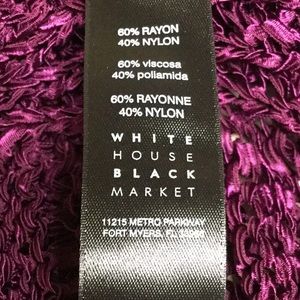 60% RAYON
40% NYLON
60% viscosa
40% poliamida
60% RAYONNE
40% NYLON
WHITE
HOUSE
BLACK
MARKET
11215 METRO PARKWAY
FORT MYERS, FL